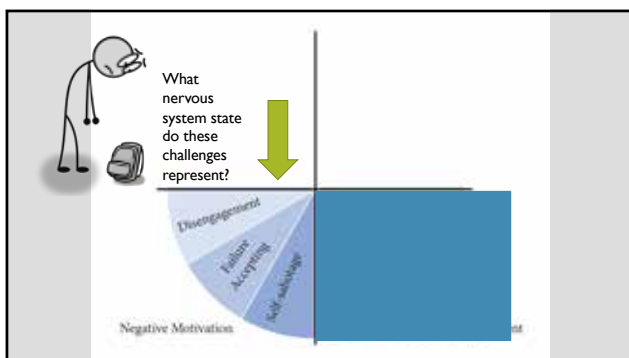 What
nervous
system state
do these
challenges
represent?
Disengagement
Failure
Accepting
Self-sabotage
Negative Motivation